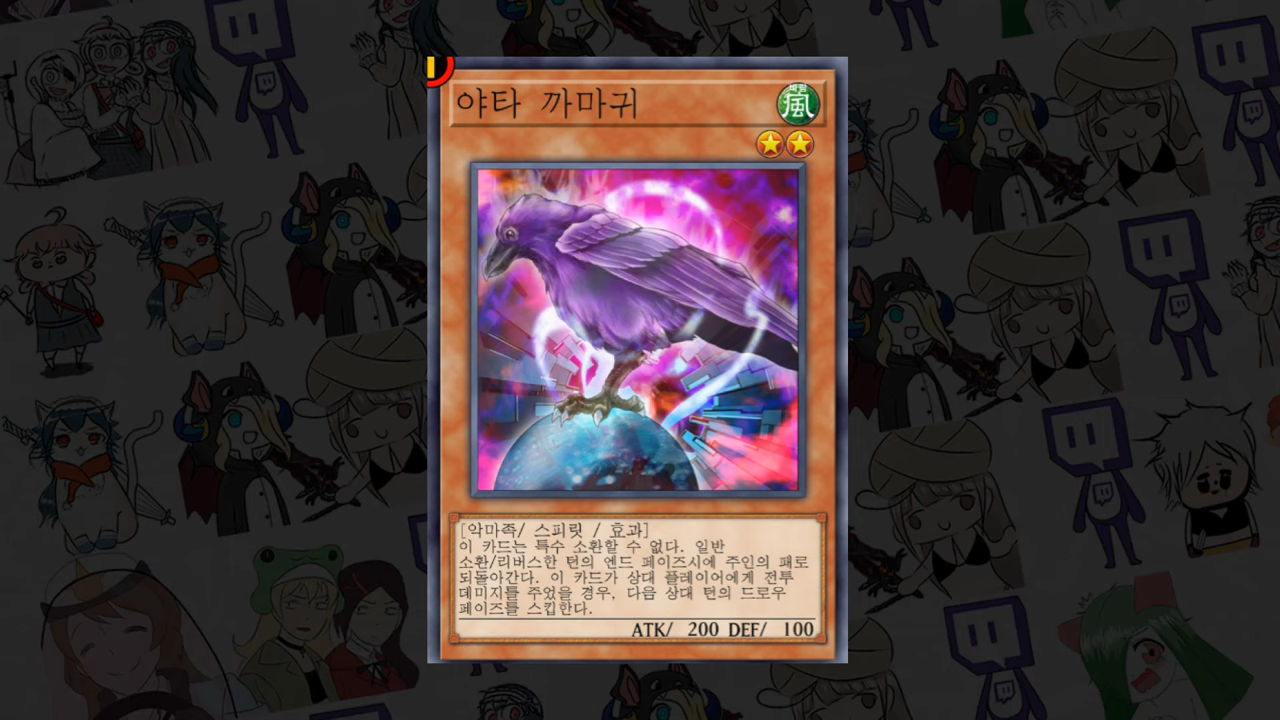 야타 까마귀
바람
風
[악마족/ 스피릿 / 효과]
이 카드는 특수 소환할 수 없다. 일반
소환/리버스한 턴의 엔드 페이즈시에 주인의 패로
되돌아간다. 이 카드가 상대 플레이어에게 전투
데미지를 주었을 경우, 다음 상대 턴의 드로우
페이즈를 스킵한다.
ATK/ 200 DEF/ 100